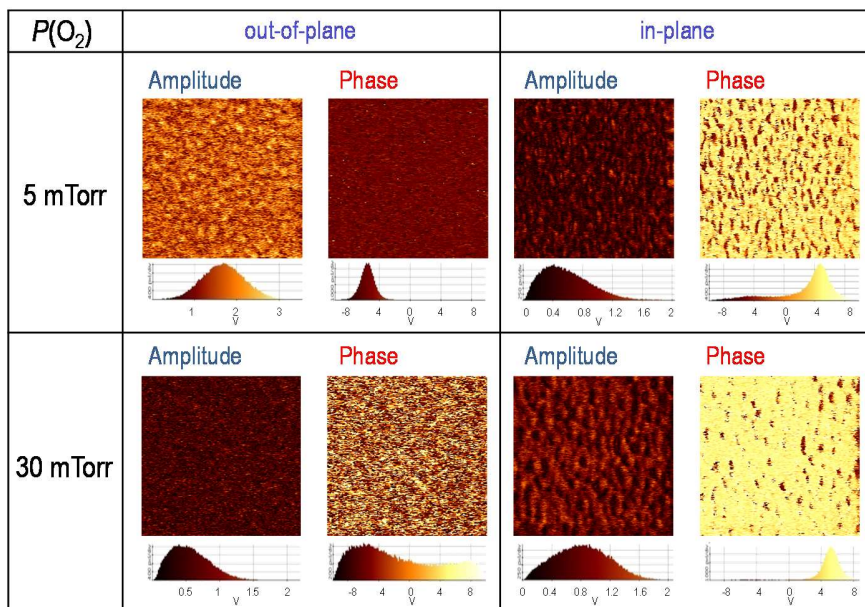 P(O₂) out-of-plane in-plane
Amplitude Phase Amplitude Phase
5 mTorr
1 2 3
V
-8 -4 0 4 8
V
0 0.4 0.8 1.2 1.6 2
V
-8 -4 0 4 8
V
Amplitude Phase Amplitude Phase
30 mTorr
0.5 1 1.5 2
V
-8 -4 0 4 8
V
0 0.4 0.8 1.2 1.6 2
V
-8 -4 0 4 8
V